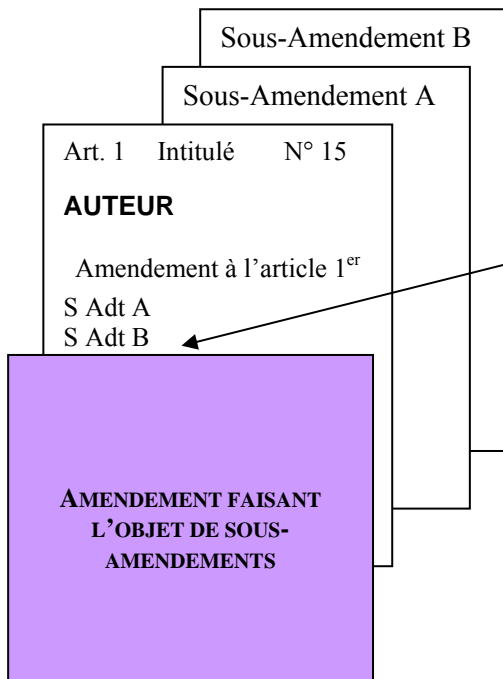 Sous-Amendement B
Sous-Amendement A
Art. 1 Intitulé N° 15
AUTEUR
Amendement à l’article 1er
S Adt A
S Adt B
AMENDEMENT FAISANT
L’OBJET DE SOUS-
AMENDEMENTS